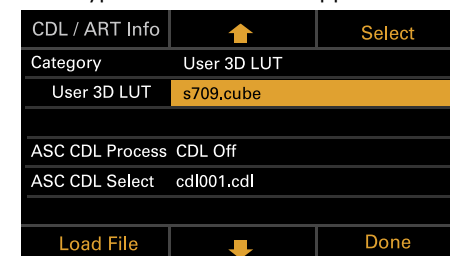 CDL / ART Info Select
Category User 3D LUT
User 3D LUT s709.cube
ASC CDL Process CDL Off
ASC CDL Select cdl001.cdl
Load File Done